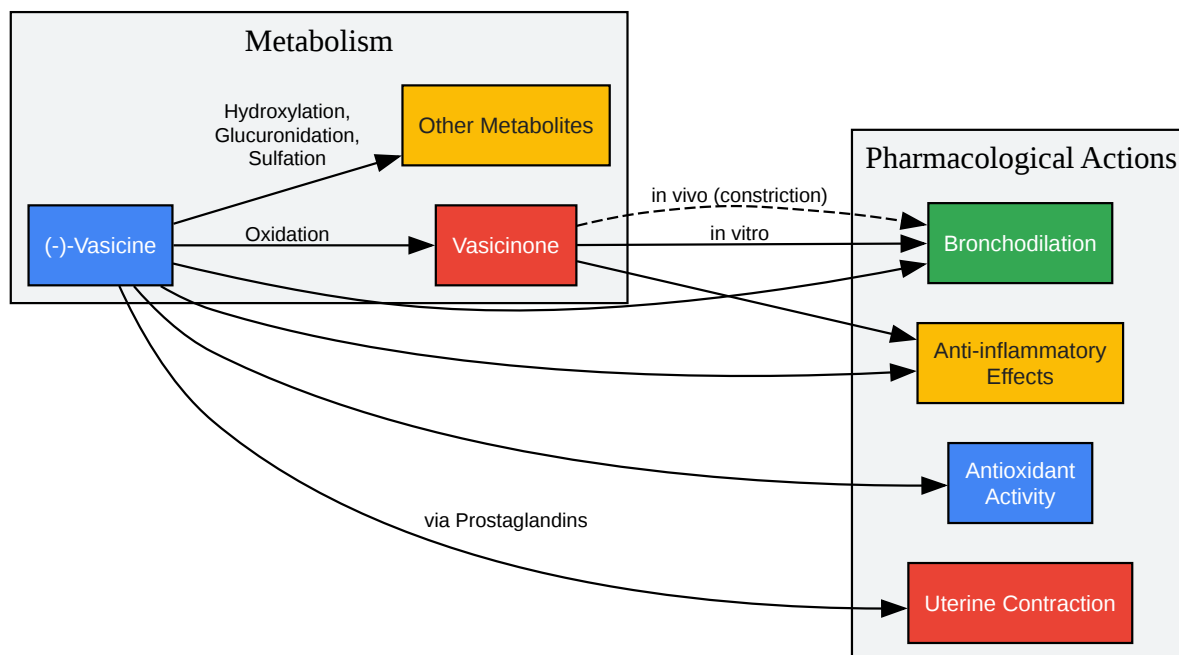 Metabolism
Hydroxylation,
Glucuronidation,
Sulfation
Other Metabolites
(-)-Vasicine
Oxidation
Vasicinone
in vivo (constriction)
in vitro
via Prostaglandins
Pharmacological Actions
Bronchodilation
Anti-inflammatory
Effects
Antioxidant
Activity
Uterine Contraction